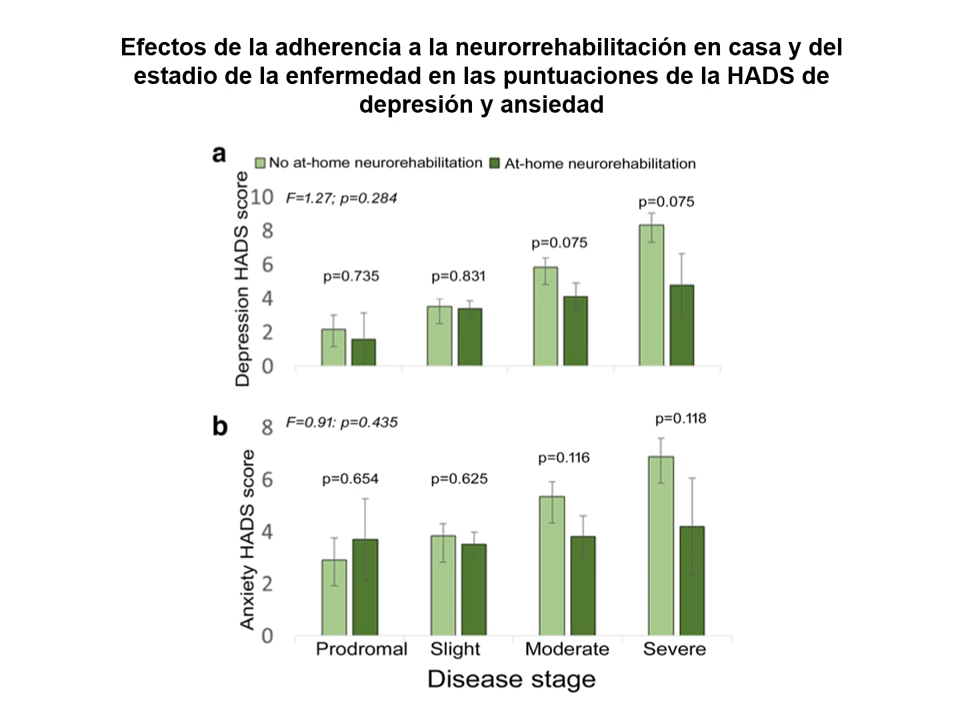 Efectos de la adherencia a la neurorrehabilitación en casa y del
estadio de la enfermedad en las puntuaciones de la HADS de
depresión y ansiedad
a
No at-home neurorehabilitation At-home neurorehabilitation
Depression HADS score
10
8
6
4
2
0
F=1.27; p=0.284
p=0.735
p=0.831
p=0.075
p=0.075
b
Anxiety HADS score
8
6
4
2
0
F=0.91: p=0.435
p=0.654
p=0.625
p=0.116
p=0.118
Prodromal Slight Moderate Severe
Disease stage